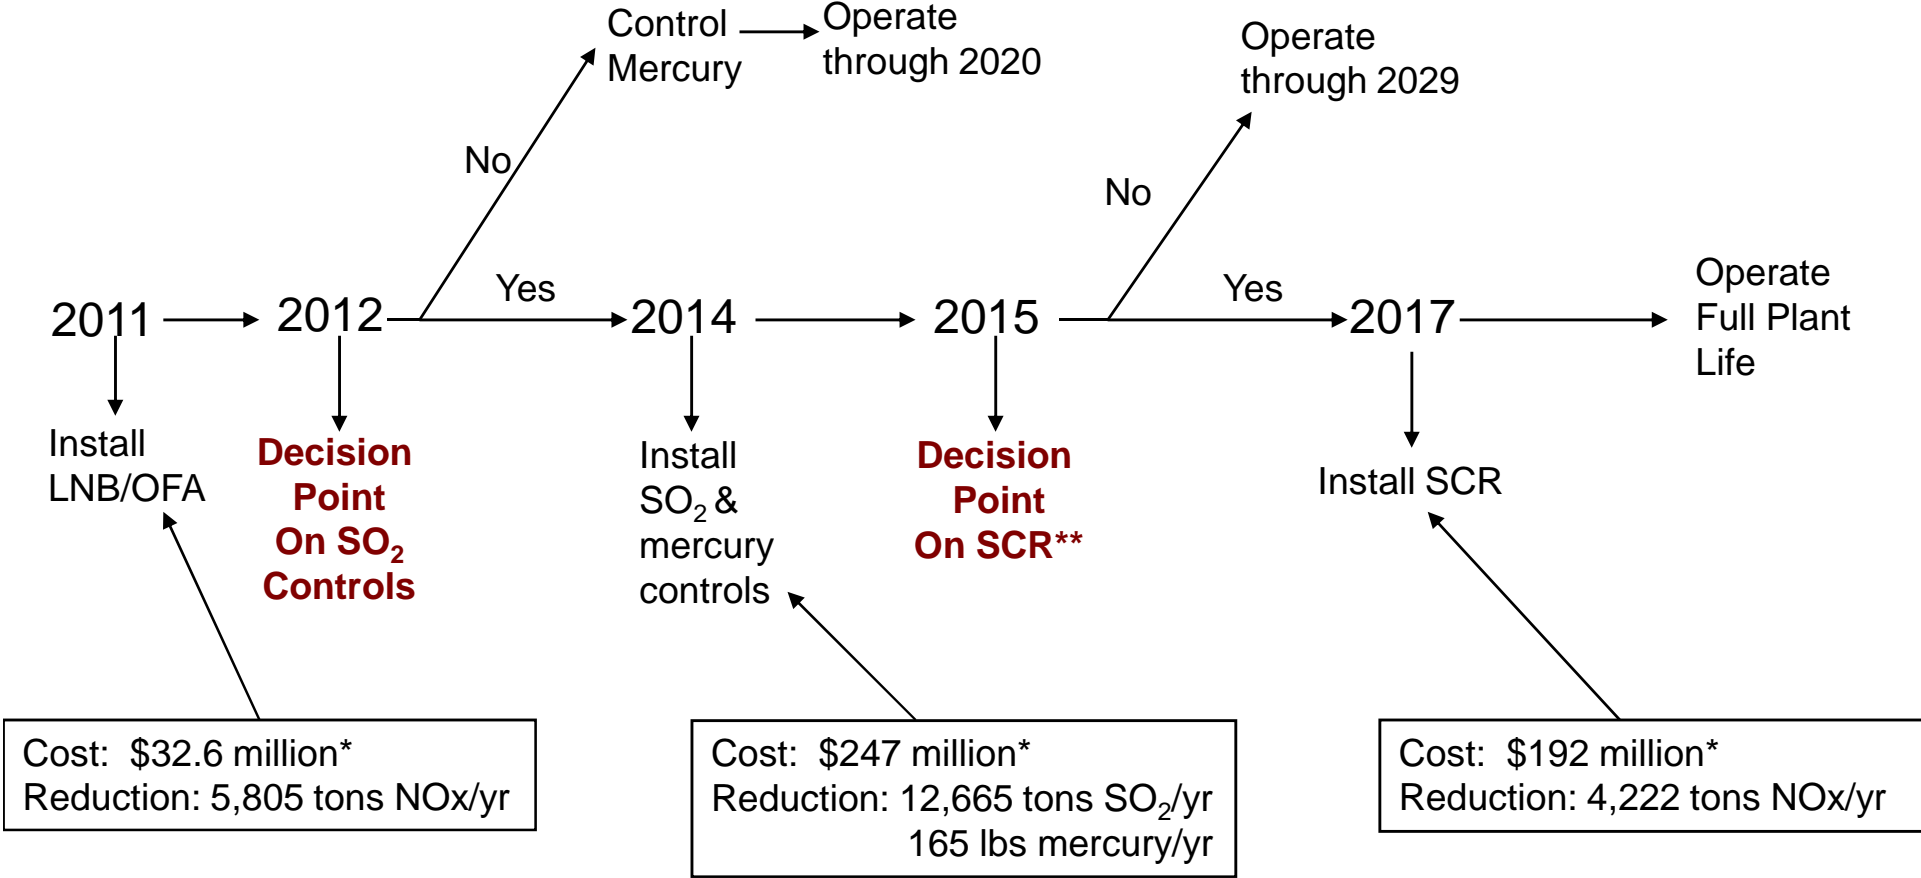 Control
Mercury
Operate
through 2020
Operate
through 2029
No
No
2011
2012
Yes
2014
2015
Yes
2017
Operate
Full Plant
Life
Install
LNB/OFA
Decision
Point
On SO₂
Controls
Install
SO₂ &
mercury
controls
Decision
Point
On SCR**
Install SCR
Cost: $32.6 million*
Reduction: 5,805 tons NOx/yr
Cost: $247 million*
Reduction: 12,665 tons SO₂/yr
165 lbs mercury/yr
Cost: $192 million*
Reduction: 4,222 tons NOx/yr